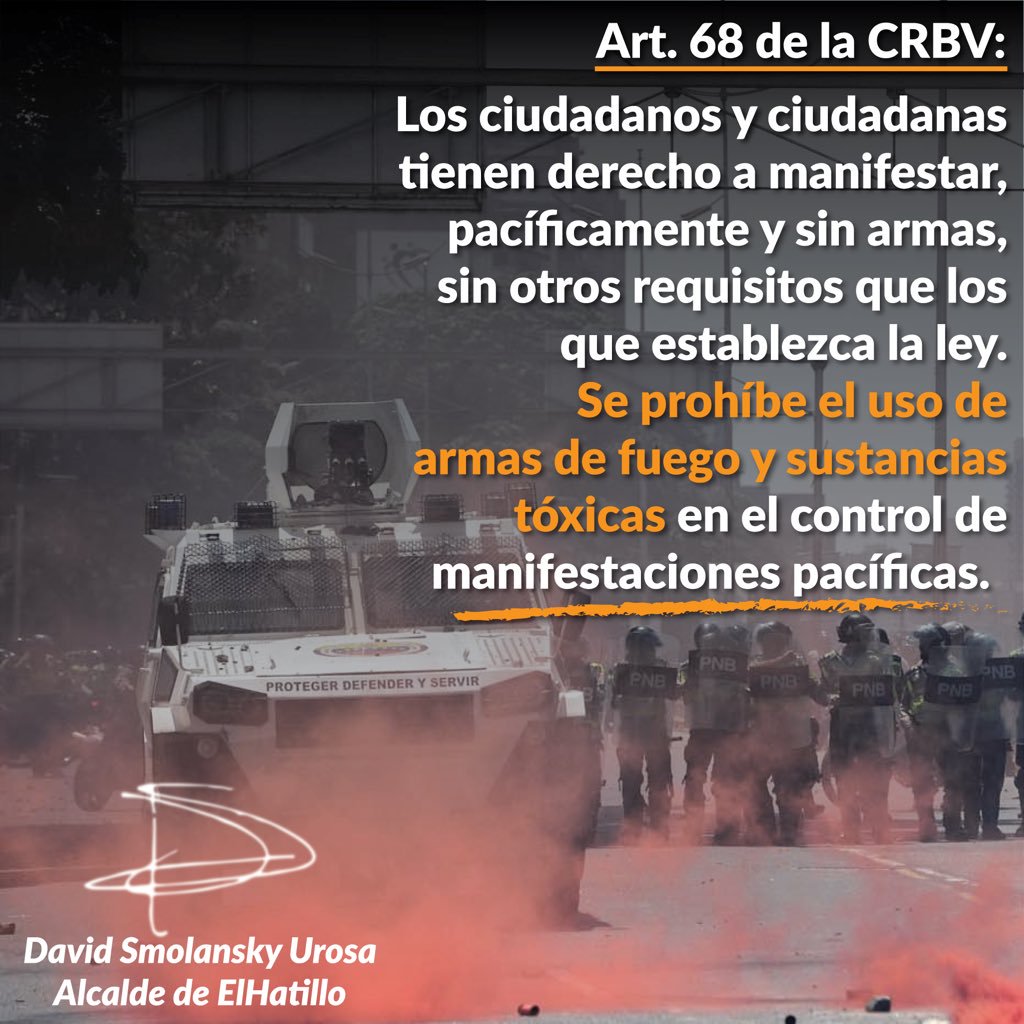 Art. 68 de la CRBV:
Los ciudadanos y ciudadanas
tienen derecho a manifestar,
pacíficamente y sin armas,
sin otros requisitos que los
que establezca la ley.
Se prohíbe el uso de
armas de fuego y sustancias
tóxicas en el control de
manifestaciones pacíficas.
PROTEGER DEFENDER Y SERVIR
PNB
PNB
PNB
PNB
PNB
PNB
David Smolansky Urosa
Alcalde de ElHatillo